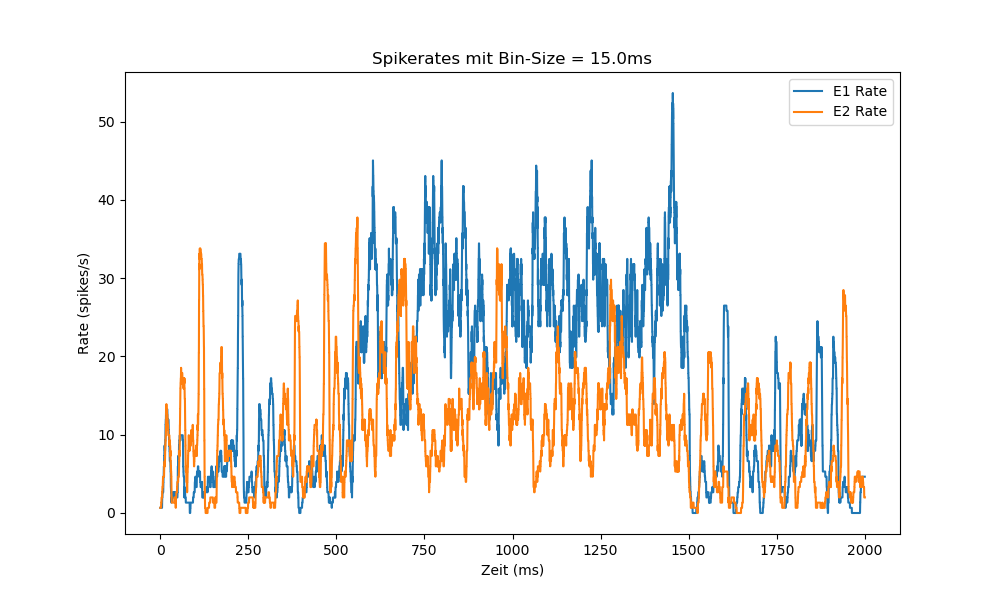 Spikerates mit Bin-Size = 15.0ms
E1 Rate
E2 Rate
50
40
30
20
10
0
Rate (spikes/s)
0 250 500 750 1000 1250 1500 1750 2000
Zeit (ms)